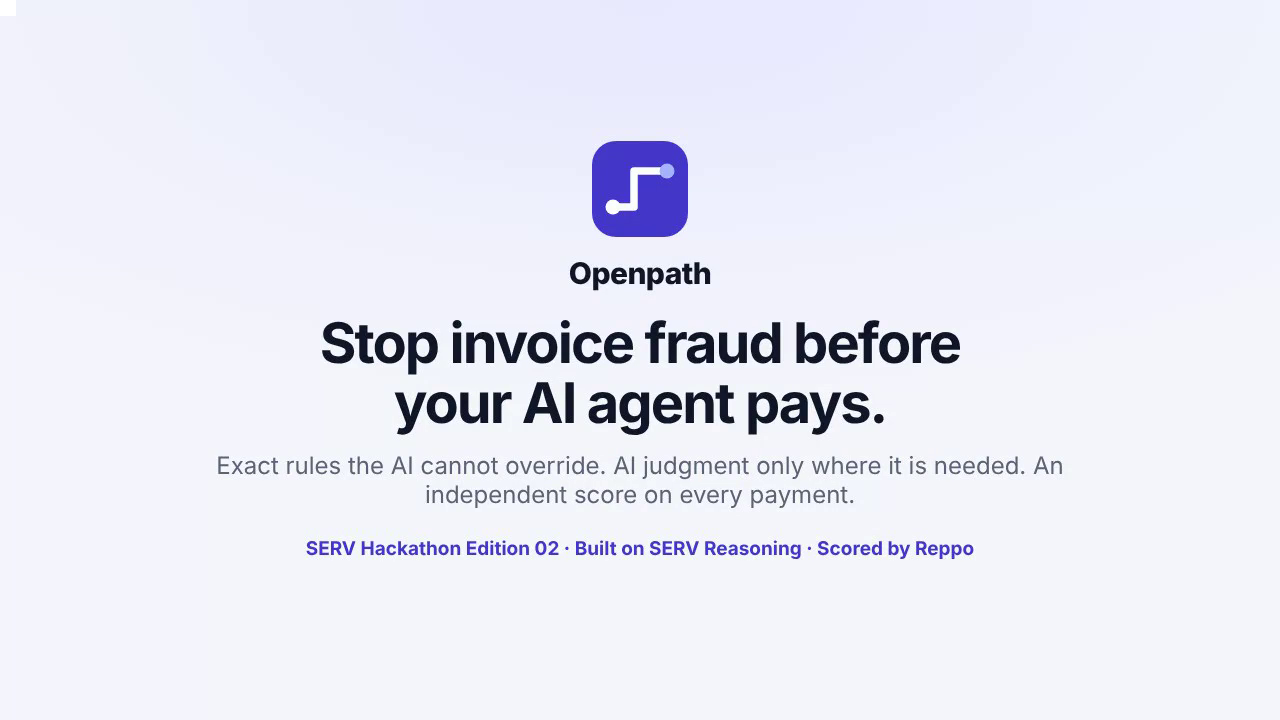 Openpath
Stop invoice fraud before
your AI agent pays.
Exact rules the AI cannot override. AI judgment only where it is needed. An
independent score on every payment.
SERV Hackathon Edition 02 · Built on SERV Reasoning · Scored by Reppo